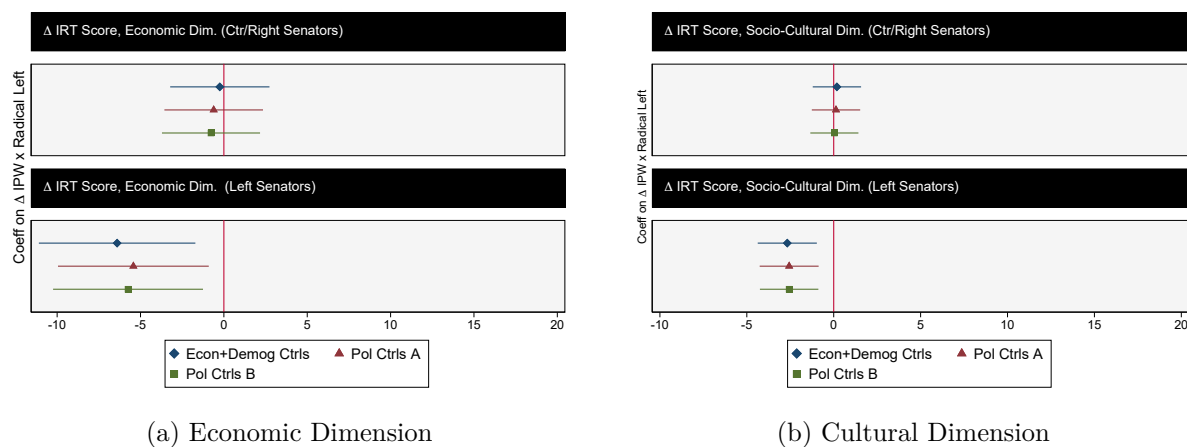 Δ IRT Score, Economic Dim. (Ctr/Right Senators)
Δ IRT Score, Economic Dim. (Left Senators)
Coeff on Δ IPW x Radical Left
-10 -5 0 5 10 15 20
Econ+Demog Ctrls Pol Ctrls A
Pol Ctrls B
(a) Economic Dimension
Δ IRT Score, Socio-Cultural Dim. (Ctr/Right Senators)
Δ IRT Score, Socio-Cultural Dim. (Left Senators)
Coeff on Δ IPW x Radical Left
-10 -5 0 5 10 15 20
Econ+Demog Ctrls Pol Ctrls A
Pol Ctrls B
(b) Cultural Dimension